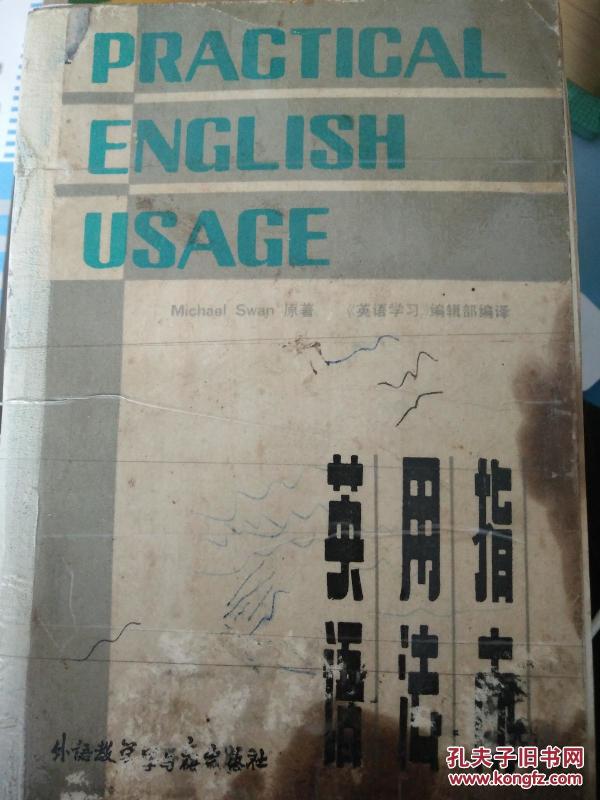 PRACTICAL
ENGLISH
USAGE
Michael Swan 原著 《英语学习》编辑部编译
英语
用法
指南
外语教学与研究出版社
孔夫子旧书网
www.kongfz.com